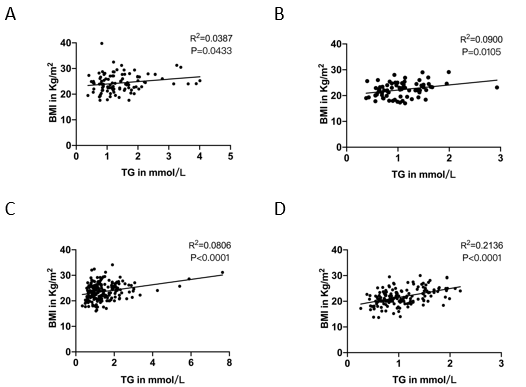 A
R²=0.0387
P=0.0433
40
30
20
10
0
0 1 2 3 4 5
BMI in Kg/m²
TG in mmol/L
B
R²=0.0900
P=0.0105
40
30
20
10
0
0 1 2 3
BMI in Kg/m²
TG in mmol/L
C
R²=0.0806
P<0.0001
40
30
20
10
0
0 2 4 6 8
BMI in Kg/m²
TG in mmol/L
D
R²=0.2136
P<0.0001
40
30
20
10
0
0 1 2 3
BMI in Kg/m²
TG in mmol/L